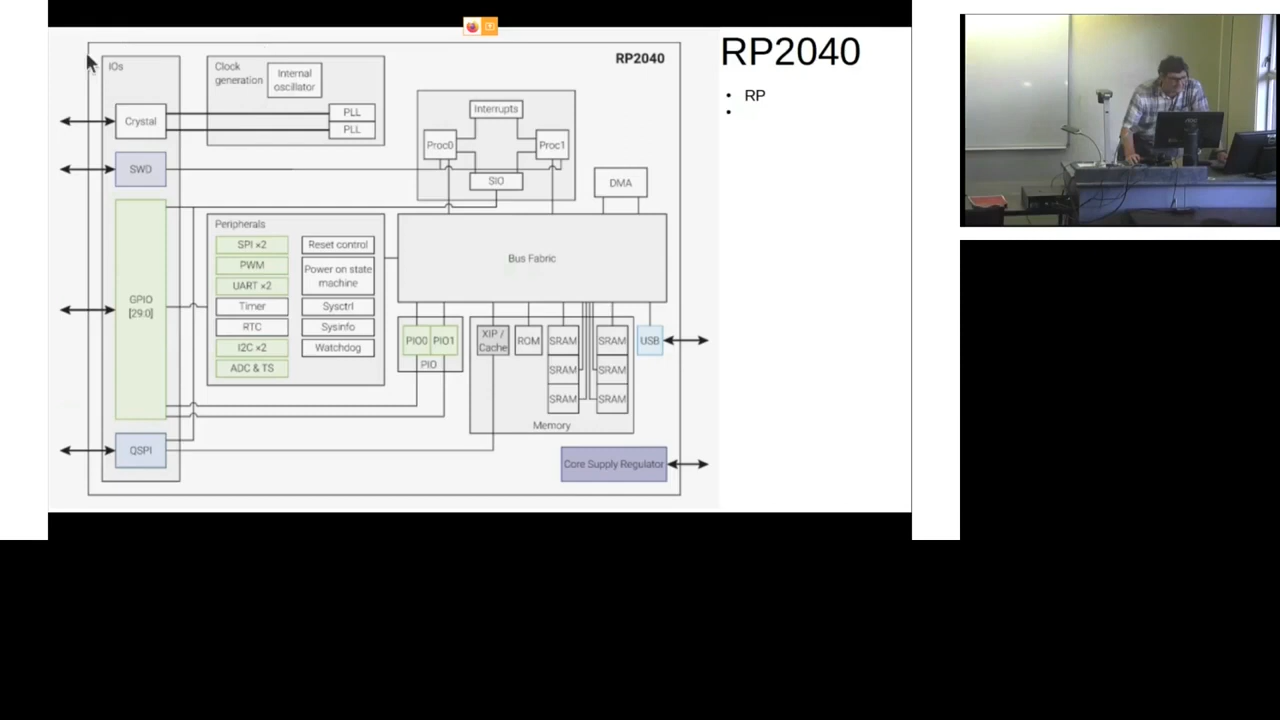 RP2040
RP
RP2040
IOs
Crystal
SWD
GPIO
[29:0]
QSPI
Clock
generation
Internal
oscillator
PLL
PLL
Interrupts
Proc0
Proc1
SIO
DMA
Bus Fabric
Peripherals
SPI ×2
PWM
UART ×2
Timer
RTC
I2C ×2
ADC & TS
Reset control
Power on state
machine
Sysctrl
Sysinfo
Watchdog
PIO0
PIO1
PIO
XIP /
Cache
ROM
SRAM
SRAM
SRAM
SRAM
SRAM
SRAM
Memory
USB
Core Supply Regulator